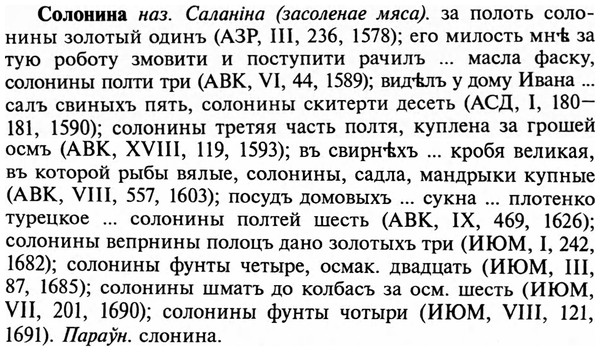 Солонина наз. Саланіна (засоленае мяса). за полоть соло-
нины золотый одинъ (АЗР, III, 236, 1578); его милость мнѣ за
тую роботу змовити и поступити рачилъ ... масла фаску,
солонины полти три (АВК, VI, 44, 1589); видѣлъ у дому Ивана ...
салъ свиныхъ пять, солонины скитерти десеть (АСД, I, 180—
181, 1590); солонины третяя часть полтя, куплена за грошей
осмъ (АВК, XVIII, 119, 1593); въ свирнѣхъ ... кробя великая,
въ которой рыбы вялые, солонины, садла, мандрыки купные
(АВК, VIII, 557, 1603); посудъ домовыхъ ... сукна ... плотенко
турецкое ... солонины полтей шесть (АВК, IX, 469, 1626);
солонины вепрнины полоцъ дано золотыхъ три (ИЮМ, I, 242,
1682); солонины фунты четыре, осмак. двадцать (ИЮМ, III,
87, 1685); солонины шматъ до колбасъ за осм. шесть (ИЮМ,
VII, 201, 1690); солонины фунты чотыри (ИЮМ, VIII, 121,
1691). Параўн. слонина.